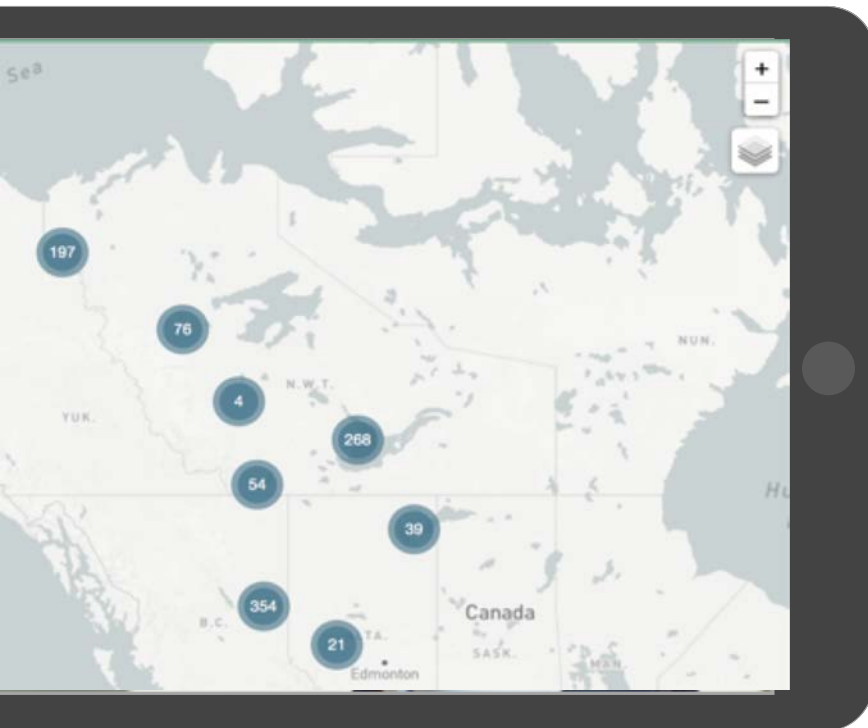 Sea
+
−
197
76
NUN.
4
N.W.T.
YUK.
268
54
Hu
39
354
Canada
B.C.
21
TA.
SASK.
MAN.
Edmonton